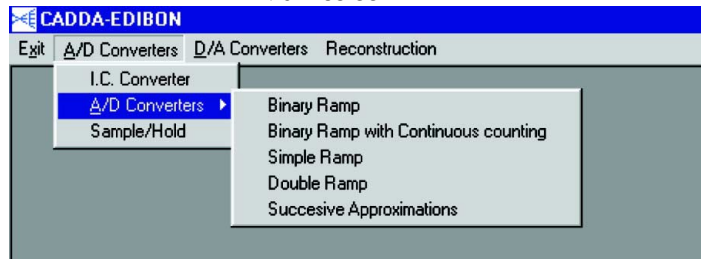 CADDA-EDIBON
Exit A/D Converters D/A Converters Reconstruction
I.C. Converter
A/D Converters
Sample/Hold
Binary Ramp
Binary Ramp with Continuous counting
Simple Ramp
Double Ramp
Succesive Approximations